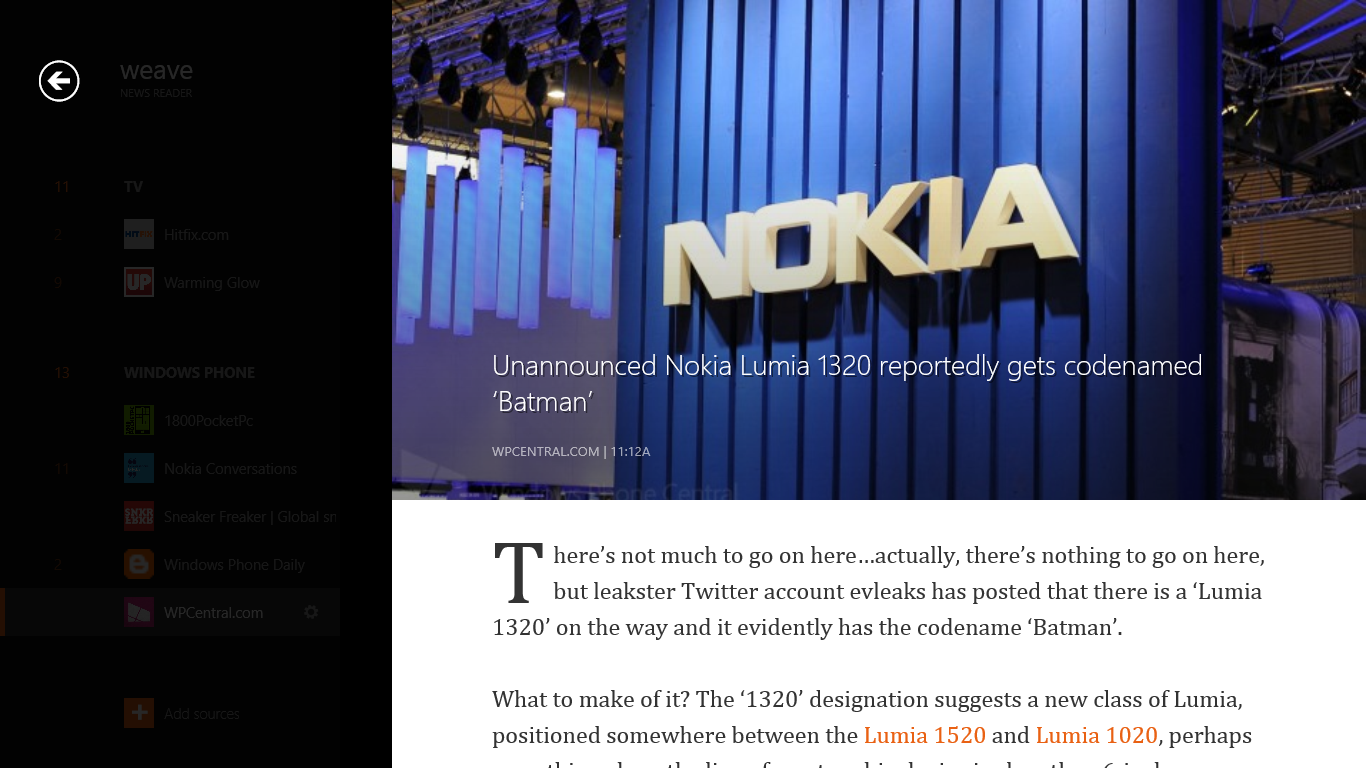 weave
NEWS READER
11 TV
2 HITFIX Hitfix.com
9 UP Warming Glow
13 WINDOWS PHONE
1800PocketPc
11 Nokia Conversations
Sneaker Freaker | Global sn
2 Windows Phone Daily
WPCentral.com
Add sources
NOKIA
Unannounced Nokia Lumia 1320 reportedly gets codenamed
‘Batman’
WPCENTRAL.COM | 11:12A
Windows Phone Central
There’s not much to go on here…actually, there’s nothing to go on here,
but leakster Twitter account evleaks has posted that there is a ‘Lumia
1320’ on the way and it evidently has the codename ‘Batman’.
What to make of it? The ‘1320’ designation suggests a new class of Lumia,
positioned somewhere between the Lumia 1520 and Lumia 1020, perhaps